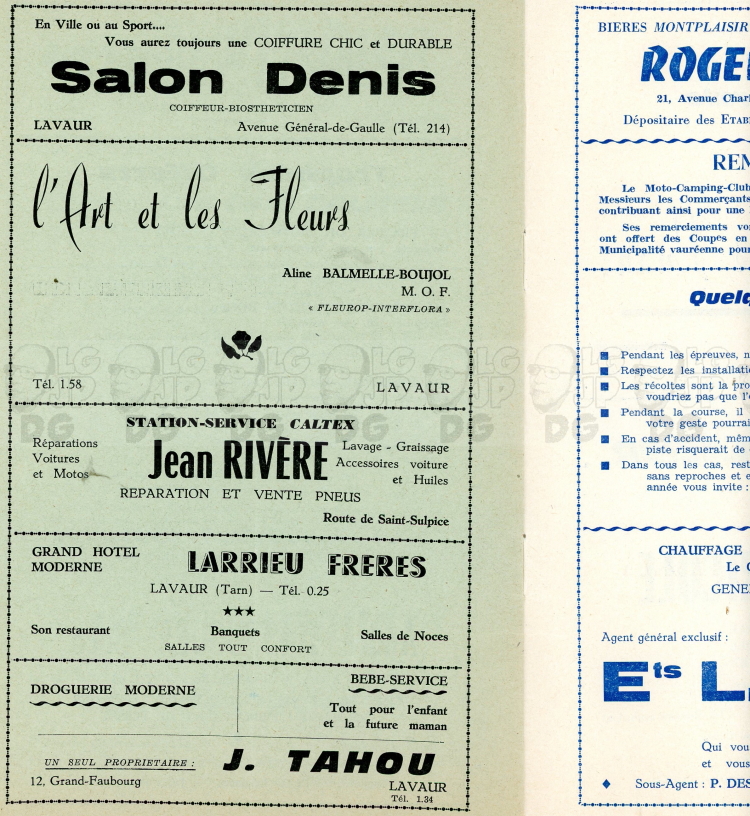 En Ville ou au Sport....
Vous aurez toujours une COIFFURE CHIC et DURABLE
Salon Denis
COIFFEUR-BIOSTHETICIEN
LAVAUR Avenue Général-de-Gaulle (Tél. 214)
l'Art et les Fleurs
Aline BALMELLE-BOUJOL
M. O. F.
« FLEUROP-INTERFLORA »
Tél. 1.58 LAVAUR
STATION-SERVICE CALTEX
Réparations
Voitures
et Motos
Jean RIVÈRE
Lavage - Graissage
Accessoires voiture
et Huiles
REPARATION ET VENTE PNEUS
Route de Saint-Sulpice
GRAND HOTEL
MODERNE
LARRIEU FRERES
LAVAUR (Tarn) — Tél. 0.25
★★★
Son restaurant Banquets Salles de Noces
SALLES TOUT CONFORT
DROGUERIE MODERNE
BEBE-SERVICE
Tout pour l'enfant
et la future maman
UN SEUL PROPRIETAIRE : J. TAHOU
12, Grand-Faubourg
LAVAUR
Tél. 1.34
BIERES MONTPLAISIR
ROGE
21, Avenue Char
Dépositaire des ETAB
REM
Le Moto-Camping-Club
Messieurs les Commerçants
contribuant ainsi pour une
Ses remerciements vo
ont offert des Coupes en
Municipalité vauréenne pour
Quelq
Pendant les épreuves, n
Respectez les installati
Les récoltes sont la pro
voudriez pas que l'
Pendant la course, il
votre geste pourrai
En cas d'accident, mêm
piste risquerait de
Dans tous les cas, rest
sans reproches et e
année vous invite :
CHAUFFAGE
Le
GENE
Agent général exclusif :
Ets L
Qui vou
et vous
Sous-Agent : P. DES